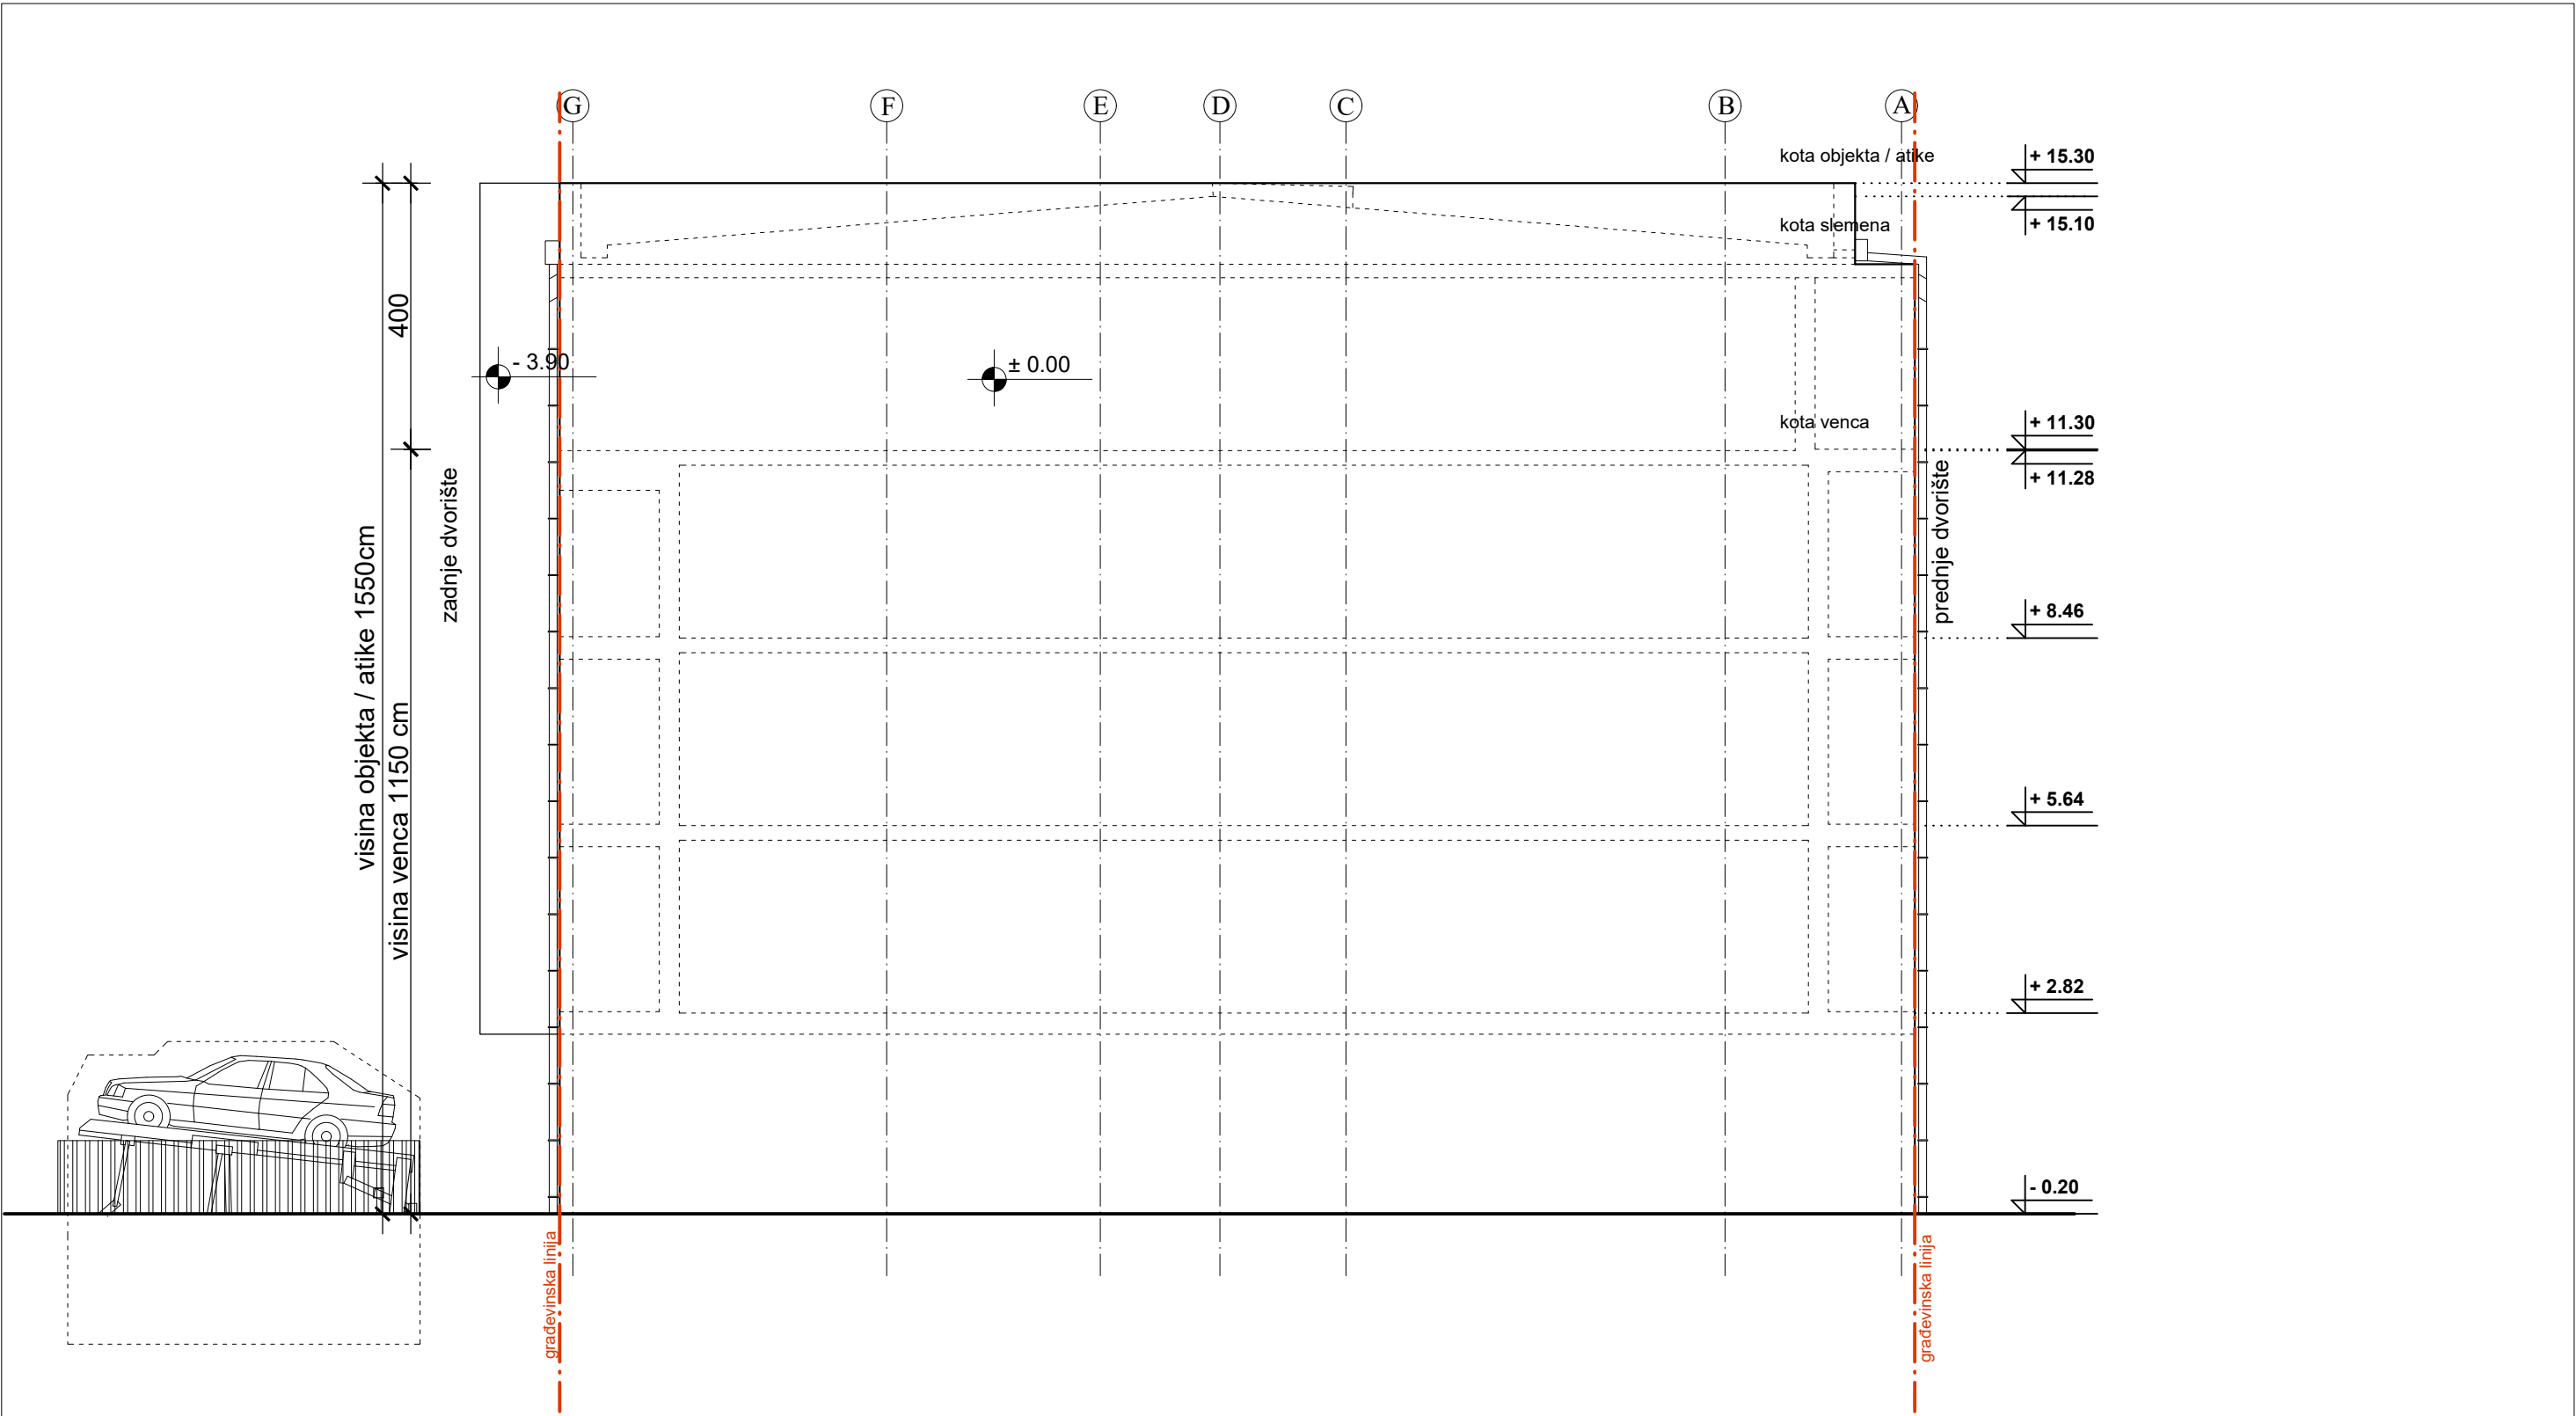 G
F
E
D
C
B
A
kota objekta / atike
+ 15.30
+ 15.10
kota slemena
400
- 3.90
± 0.00
kota venca
+ 11.30
+ 11.28
zadnje dvorište
prednje dvorište
visina objekta / atike 1550cm
visina venca 1150 cm
+ 8.46
+ 5.64
+ 2.82
- 0.20
građevinska linija
građevinska linija